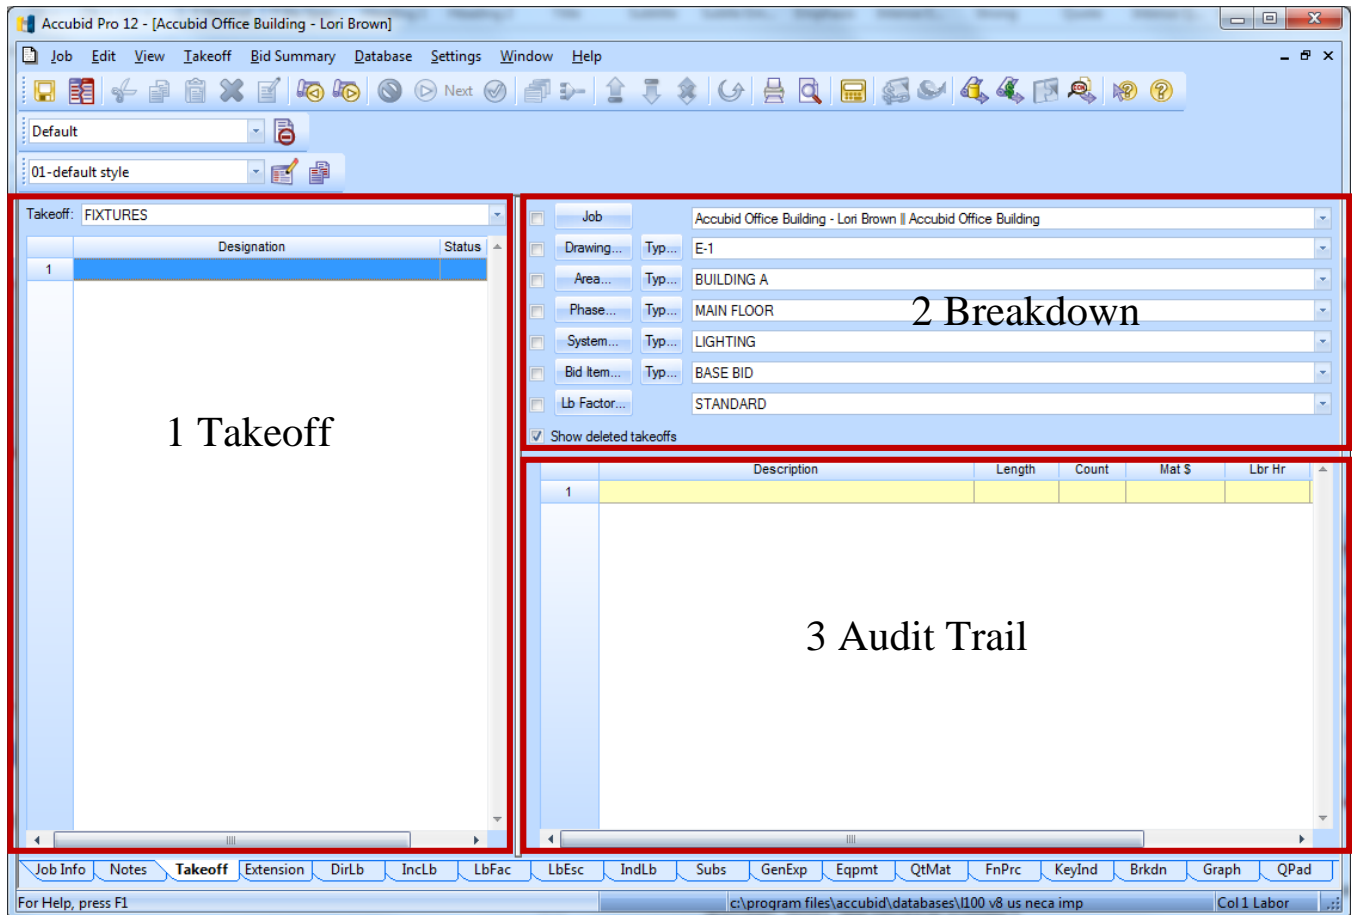 Accubid Pro 12 - [Accubid Office Building - Lori Brown]
Job Edit View Takeoff Bid Summary Database Settings Window Help
Next
Default
01-default style
Takeoff: FIXTURES
Designation Status
1
1 Takeoff
Job Accubid Office Building - Lori Brown || Accubid Office Building
Drawing... Typ... E-1
Area... Typ... BUILDING A
Phase... Typ... MAIN FLOOR
System... Typ... LIGHTING
Bid Item... Typ... BASE BID
Lb Factor... STANDARD
Show deleted takeoffs
2 Breakdown
Description Length Count Mat $ Lbr Hr
1
3 Audit Trail
Job Info Notes Takeoff Extension DirLb IncLb LbFac LbEsc IndLb Subs GenExp Eqpmt QtMat FnPrc KeyInd Brkdn Graph QPad
For Help, press F1 c:\program files\accubid\databases\l100 v8 us neca imp Col 1 Labor